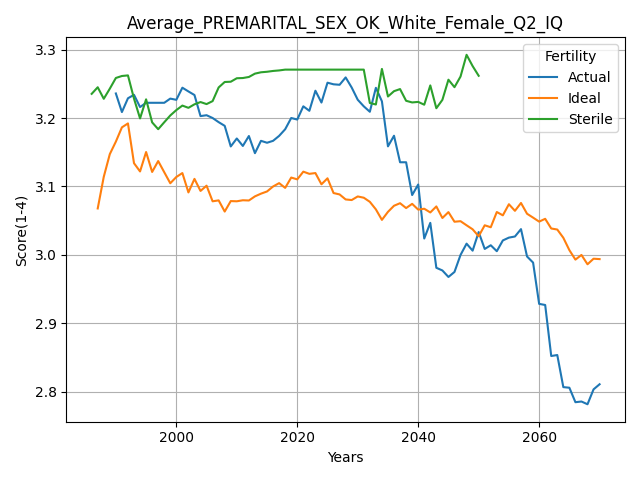 Average_PREMARITAL_SEX_OK_White_Female_Q2_IQ
Fertility
Actual
Ideal
Sterile
Score(1-4)
3.3
3.2
3.1
3.0
2.9
2.8
2000 2020 2040 2060
Years